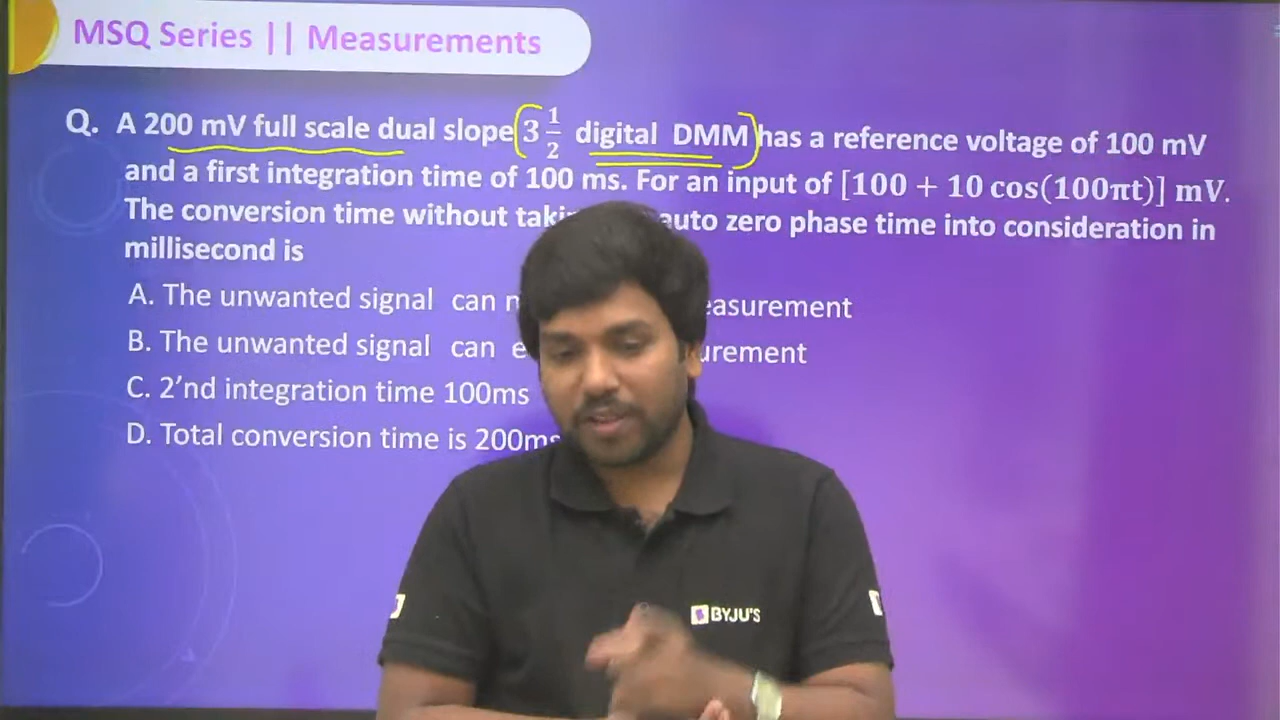 MSQ Series || Measurements
Q. A 200 mV full scale dual slope 3 1/2 digital DMM has a reference voltage of 100 mV
and a first integration time of 100 ms. For an input of [100 + 10 cos(100πt)] mV.
The conversion time without auto zero phase time into consideration in
millisecond is
A. The unwanted signal can
B. The unwanted signal can
C. 2'nd integration time 100ms
D. Total conversion time is 200ms
BYJU'S